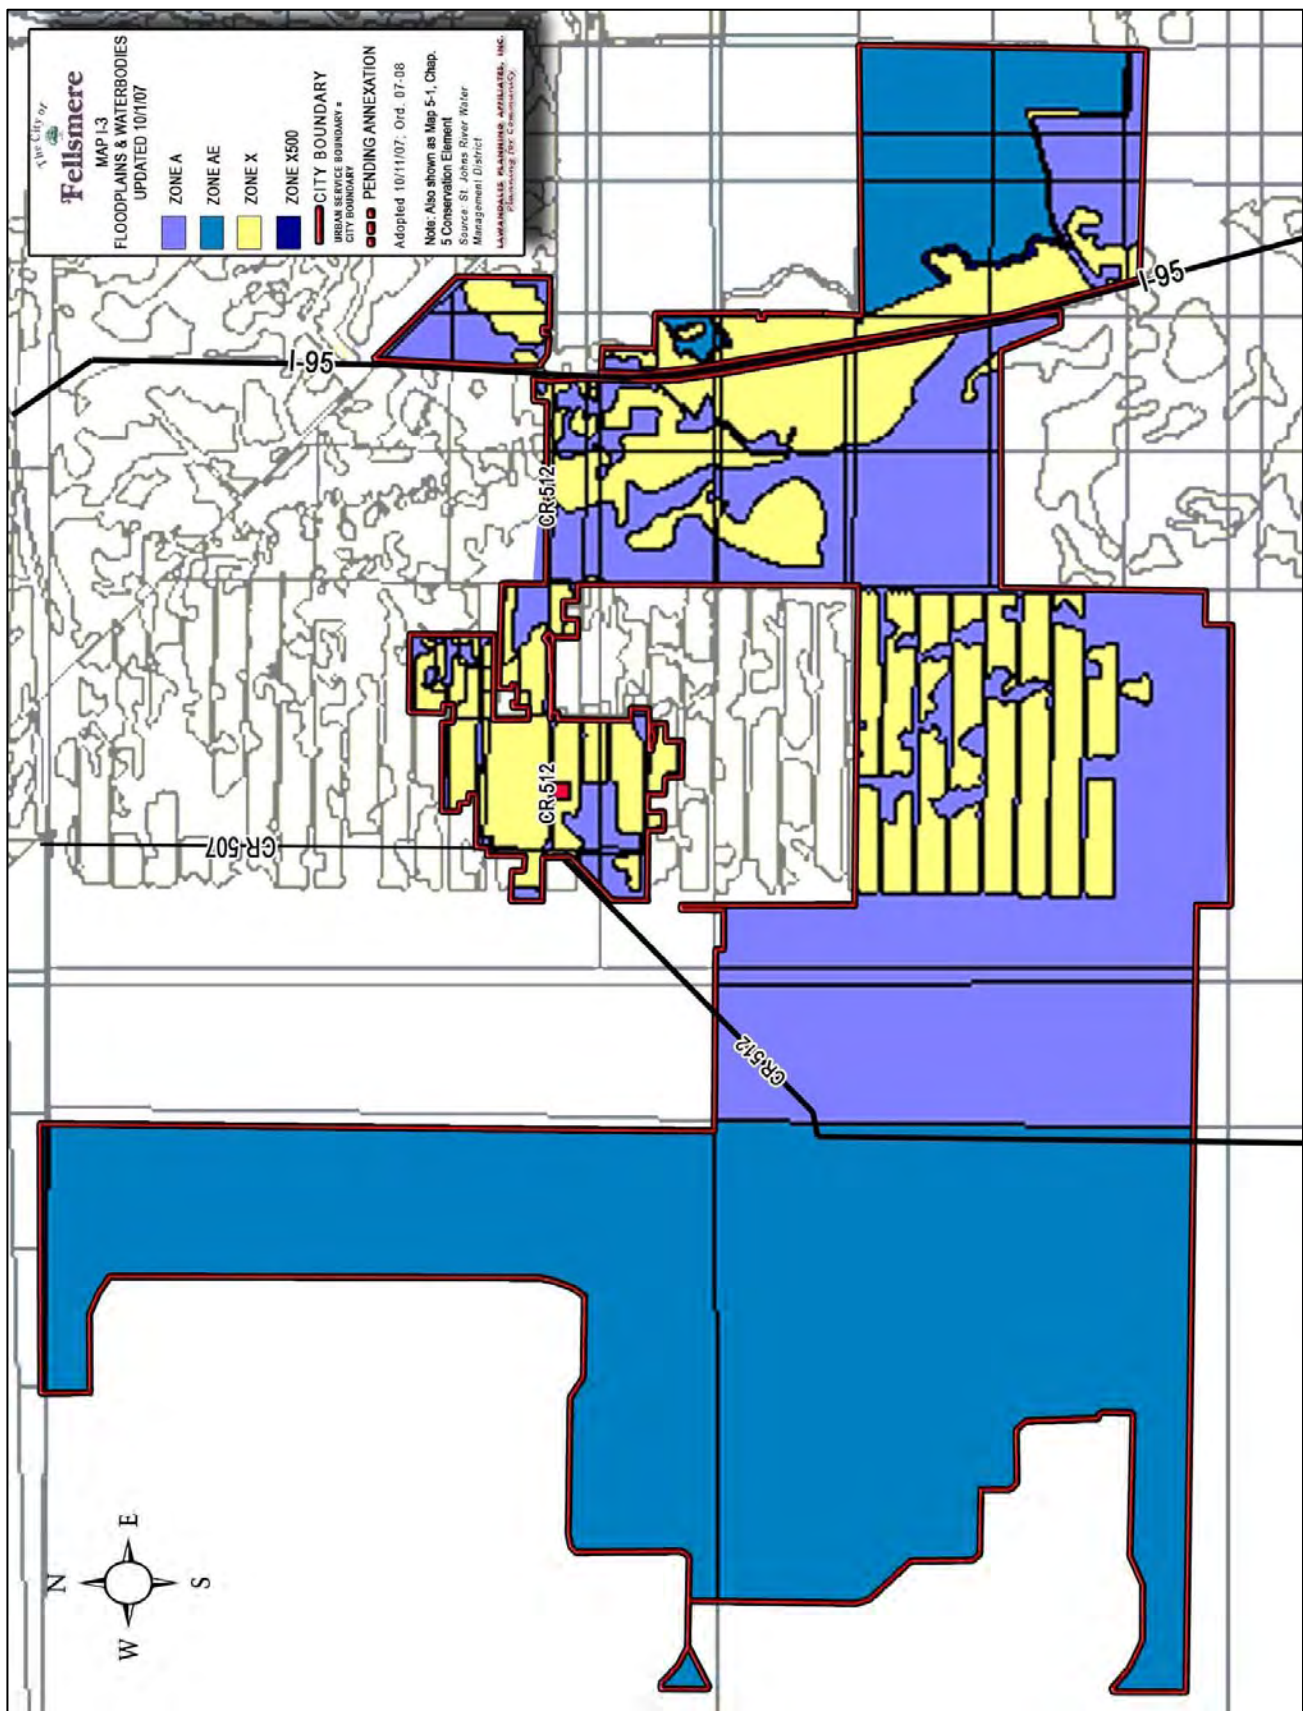 The City of
Fellsmere
MAP I-3
FLOODPLAINS & WATERBODIES
UPDATED 10/1/07
ZONE A
ZONE AE
ZONE X
ZONE X500
CITY BOUNDARY
URBAN SERVICE BOUNDARY =
CITY BOUNDARY
PENDING ANNEXATION
Adopted 10/11/07; Ord. 07-08
Note: Also shown as Map 5-1, Chap.
5 Conservation Element
Source: St. Johns River Water
Management District
PLANNING AFFILIATES, INC.
Planning for Community
I-95
I-95
CR 512
CR 512
CR 507
CR 512
N
W
E
S